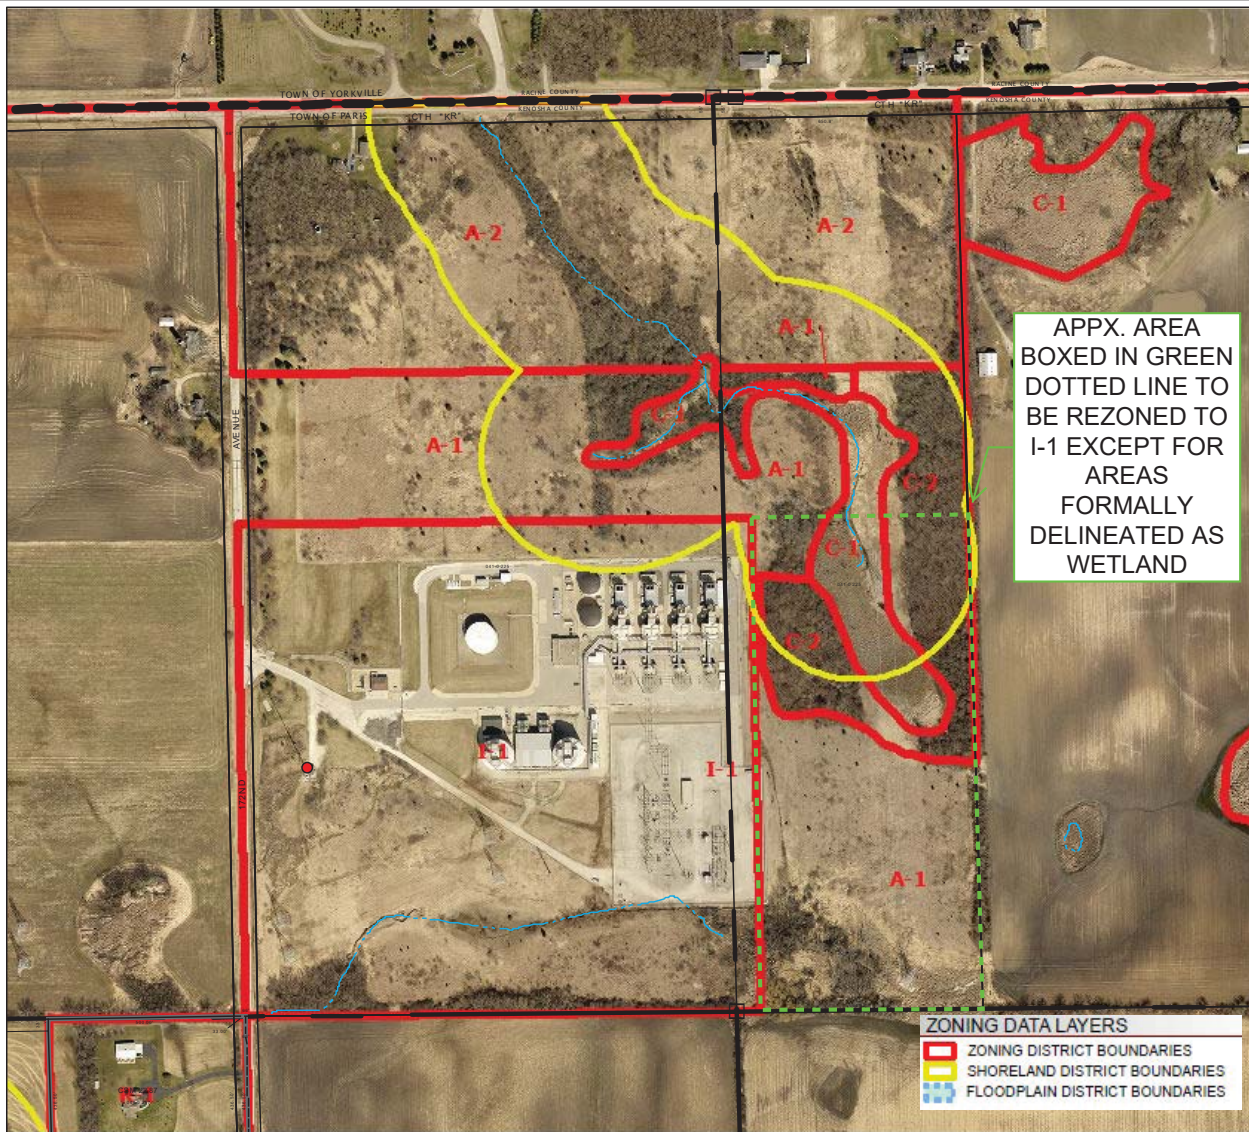 TOWN OF YORKVILLE
RACINE COUNTY
RACINE COUNTY
TOWN OF PARIS
CTH "KR"
KENOSHA COUNTY
CTH "KR"
KENOSHA COUNTY
C-1
A-2
A-2
A-1
APPX. AREA
BOXED IN GREEN
DOTTED LINE TO
BE REZONED TO
I-1 EXCEPT FOR
AREAS
FORMALLY
DELINEATED AS
WETLAND
AVENUE
A-1
A-1
C-2
C-1
C-2
I-1
I-1
172ND
A-1
ZONING DATA LAYERS
ZONING DISTRICT BOUNDARIES
SHORELAND DISTRICT BOUNDARIES
FLOODPLAIN DISTRICT BOUNDARIES